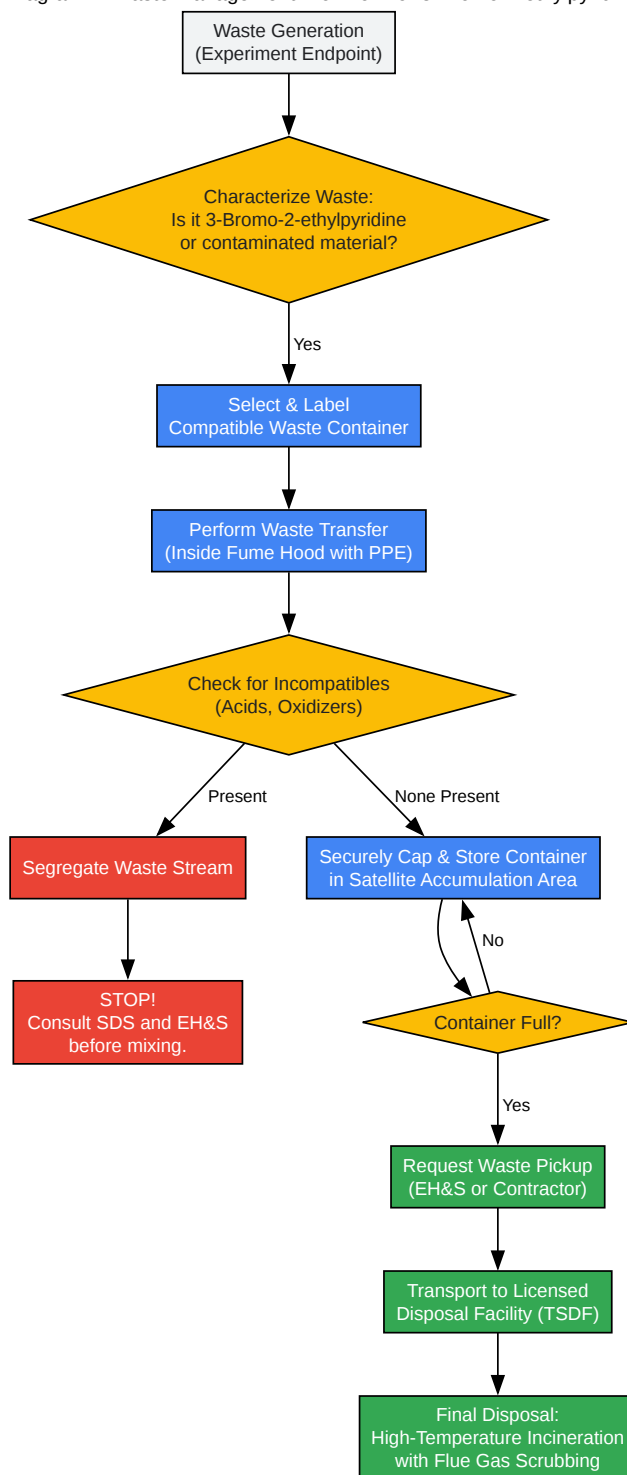 Waste Generation
(Experiment Endpoint)
Characterize Waste:
Is it 3-Bromo-2-ethylpyridine
or contaminated material?
Yes
Select & Label
Compatible Waste Container
Perform Waste Transfer
(Inside Fume Hood with PPE)
Check for Incompatibles
(Acids, Oxidizers)
Present
None Present
Segregate Waste Stream
Securely Cap & Store Container
in Satellite Accumulation Area
No
STOP!
Consult SDS and EH&S
before mixing.
Container Full?
Yes
Request Waste Pickup
(EH&S or Contractor)
Transport to Licensed
Disposal Facility (TSDF)
Final Disposal:
High-Temperature Incineration
with Flue Gas Scrubbing